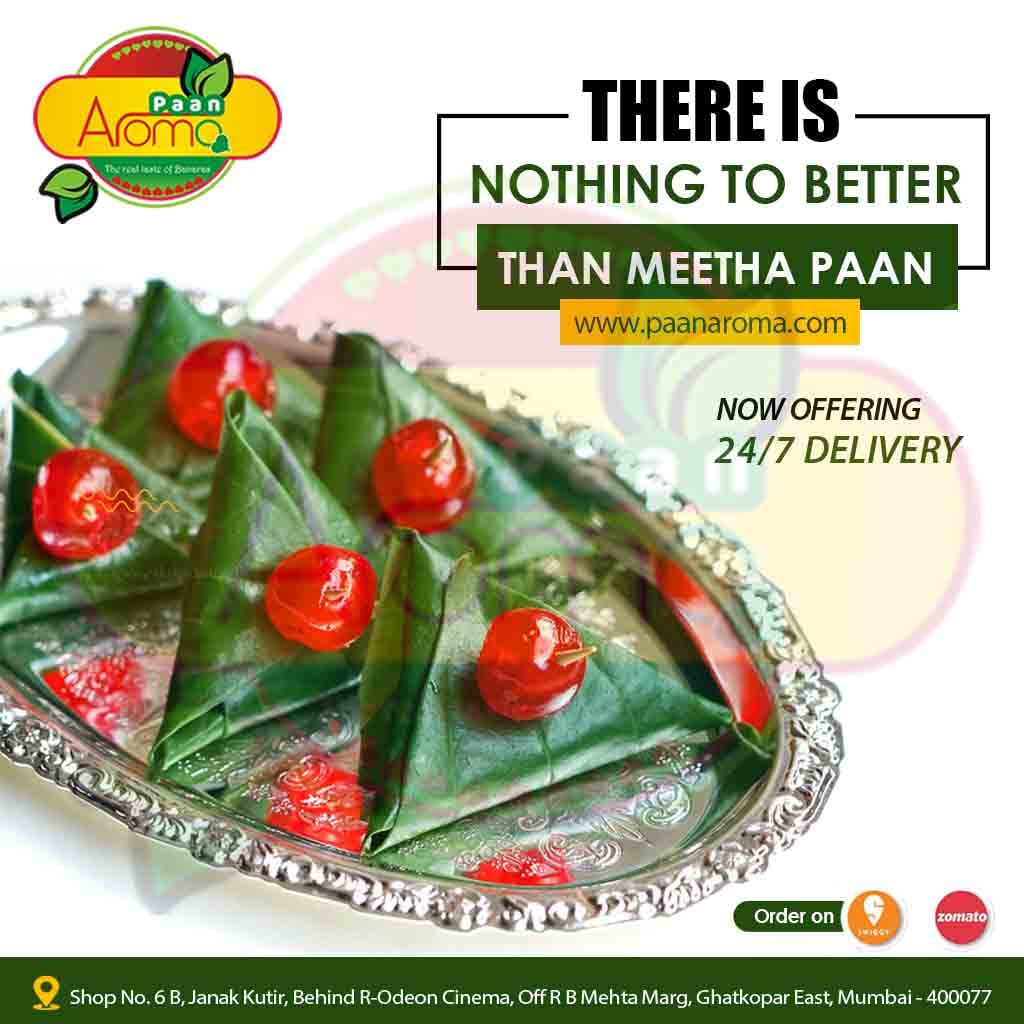 Paan
Aroma
The real taste of Banaras
THERE IS
NOTHING TO BETTER
THAN MEETHA PAAN
www.paanaroma.com
NOW OFFERING
24/7 DELIVERY
Order on
SWIGGY
zomato
Shop No. 6 B, Janak Kutir, Behind R-Odeon Cinema, Off R B Mehta Marg, Ghatkopar East, Mumbai - 400077